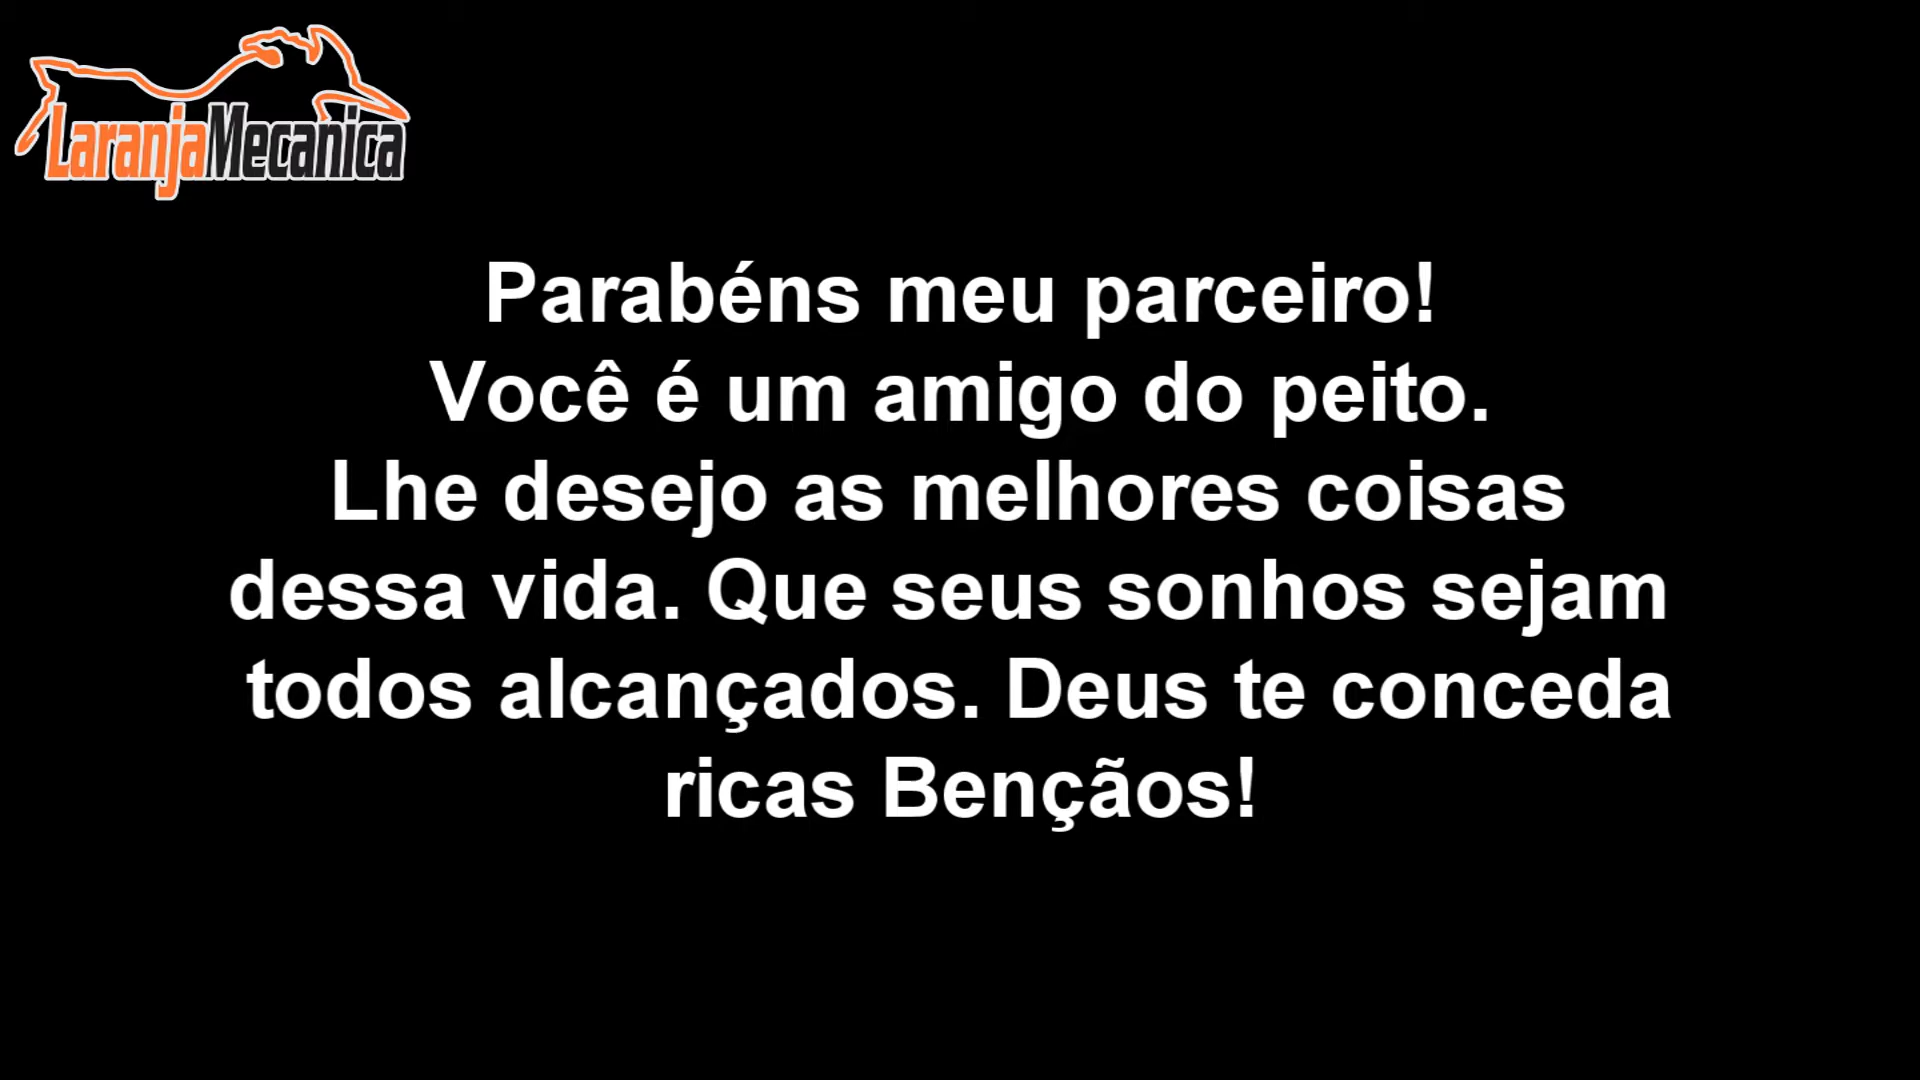 LaranjaMecanica
Parabéns meu parceiro!
Você é um amigo do peito.
Lhe desejo as melhores coisas
dessa vida. Que seus sonhos sejam
todos alcançados. Deus te conceda
ricas Bençãos!